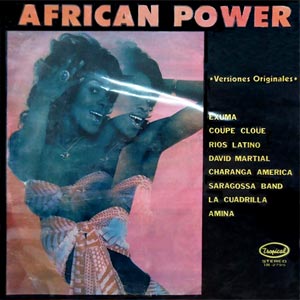 AFRICAN POWER
•Versiones Originales•
EXUMA
COUPE CLOUE
RIOS LATINO
DAVID MARTIAL
CHARANGA AMERICA
SARAGOSSA BAND
LA CUADRILLA
AMINA
Tropical
STEREO